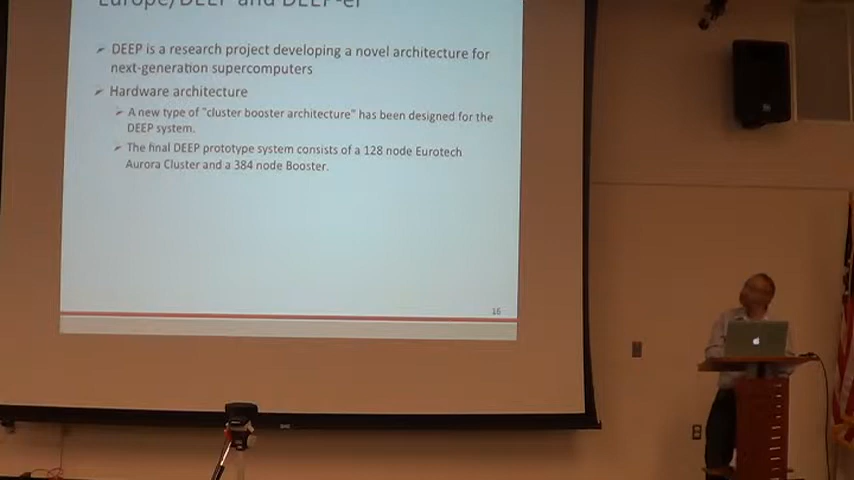 Europe/DEEP and DEEP-er
DEEP is a research project developing a novel architecture for
next-generation supercomputers
Hardware architecture
A new type of "cluster booster architecture" has been designed for the
DEEP system.
The final DEEP prototype system consists of a 128 node Eurotech
Aurora Cluster and a 384 node Booster.
16